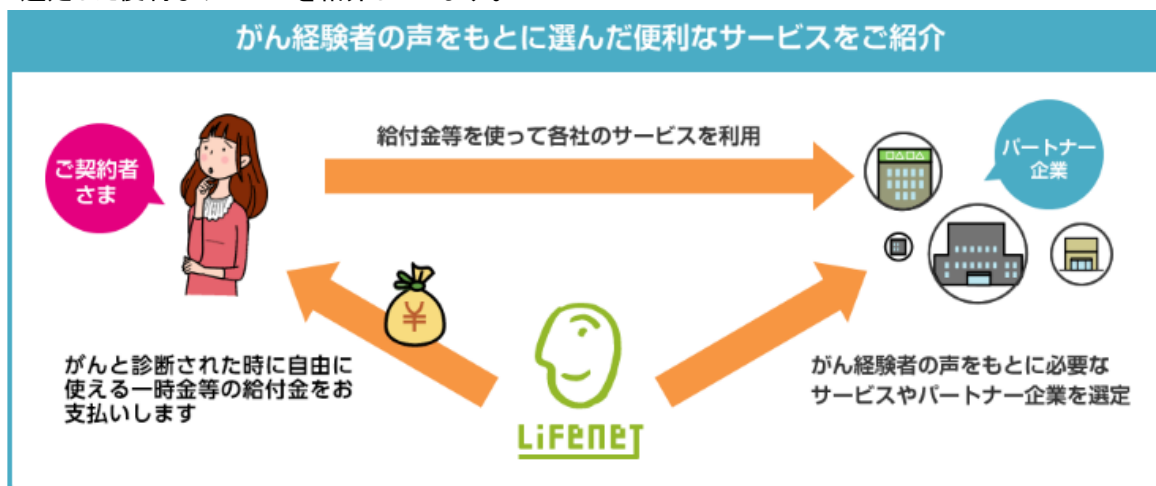 がん経験者の声をもとに選んだ便利なサービスをご紹介
ご契約者
さま
給付金等を使って各社のサービスを利用
□△□△
パートナー
企業
¥
がんと診断された時に自由に
使える一時金等の給付金をお
支払いします
LIFENET
がん経験者の声をもとに必要な
サービスやパートナー企業を選定